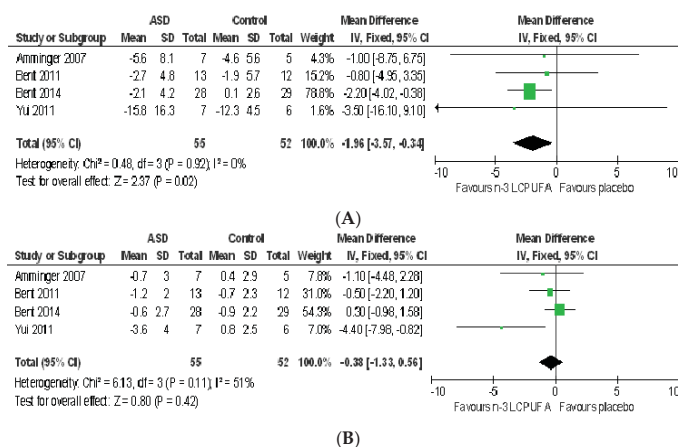 ASD Control Mean Difference Mean Difference
Study or Subgroup Mean SD Total Mean SD Total Weight IV, Fixed, 95% CI IV, Fixed, 95% CI
Amminger 2007 -5.6 8.1 7 -4.6 5.6 5 4.3% -1.00 [-8.75, 6.75]
Bent 2011 -2.7 4.8 13 -1.9 5.7 12 15.2% -0.80 [-4.95, 3.35]
Bent 2014 -2.1 4.2 28 0.1 2.6 29 78.8% -2.20 [-4.02, -0.38]
Yui 2011 -15.8 16.3 7 -12.3 4.5 6 1.6% -3.50 [-16.10, 9.10]
Total (95% CI) 55 52 100.0% -1.96 [-3.57, -0.34]
Heterogeneity: Chi² = 0.48, df = 3 (P = 0.92); I² = 0%
Test for overall effect: Z = 2.37 (P = 0.02)
-10 -5 0 5 10
Favours n-3 LCPUFA Favours placebo
(A)
ASD Control Mean Difference Mean Difference
Study or Subgroup Mean SD Total Mean SD Total Weight IV, Fixed, 95% CI IV, Fixed, 95% CI
Amminger 2007 -0.7 3 7 0.4 2.9 5 7.8% -1.10 [-4.48, 2.28]
Bent 2011 -1.2 2 13 -0.7 2.3 12 31.0% -0.50 [-2.20, 1.20]
Bent 2014 -0.6 2.7 28 -0.9 2.2 29 54.3% 0.30 [-0.98, 1.58]
Yui 2011 -3.6 4 7 0.8 2.5 6 7.0% -4.40 [-7.98, -0.82]
Total (95% CI) 55 52 100.0% -0.38 [-1.33, 0.56]
Heterogeneity: Chi² = 6.13, df = 3 (P = 0.11); I² = 51%
Test for overall effect: Z = 0.80 (P = 0.42)
-10 -5 0 5 10
Favours n-3 LCPUFA Favours placebo
(B)